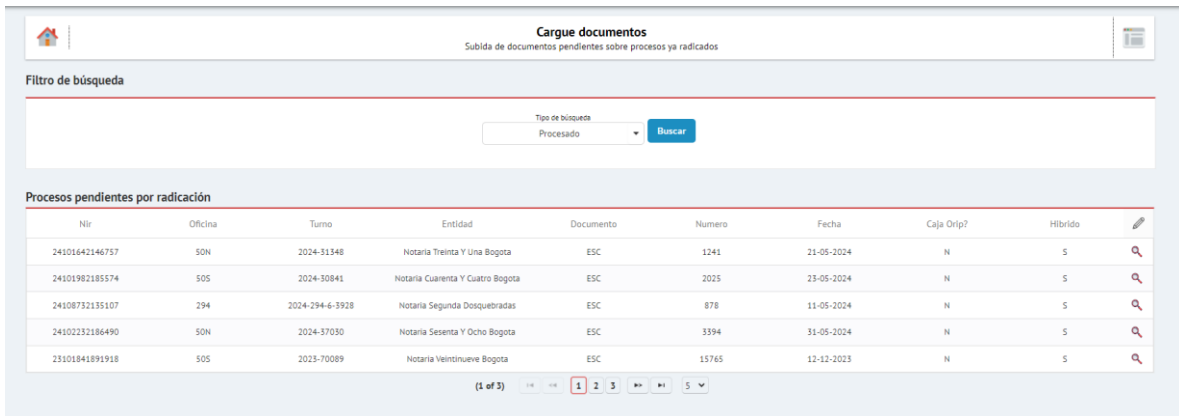 Cargue documentos
Subida de documentos pendientes sobre procesos ya radicados
Filtro de búsqueda
Tipo de búsqueda
Procesado
Buscar
Procesos pendientes por radicación
Nir Oficina Turno Entidad Documento Numero Fecha Caja Orip? Hibrido
24101642146757 50N 2024-31348 Notaria Treinta Y Una Bogota ESC 1241 21-05-2024 N S
24101982185574 50S 2024-30841 Notaria Cuarenta Y Cuatro Bogota ESC 2025 23-05-2024 N S
24108732135107 294 2024-294-6-3928 Notaria Segunda Dosquebradas ESC 878 11-05-2024 N S
24102232186490 50N 2024-37030 Notaria Sesenta Y Ocho Bogota ESC 3394 31-05-2024 N S
23101841891918 50S 2023-70089 Notaria Veintinueve Bogota ESC 15765 12-12-2023 N S
(1 of 3) 1 2 3 5